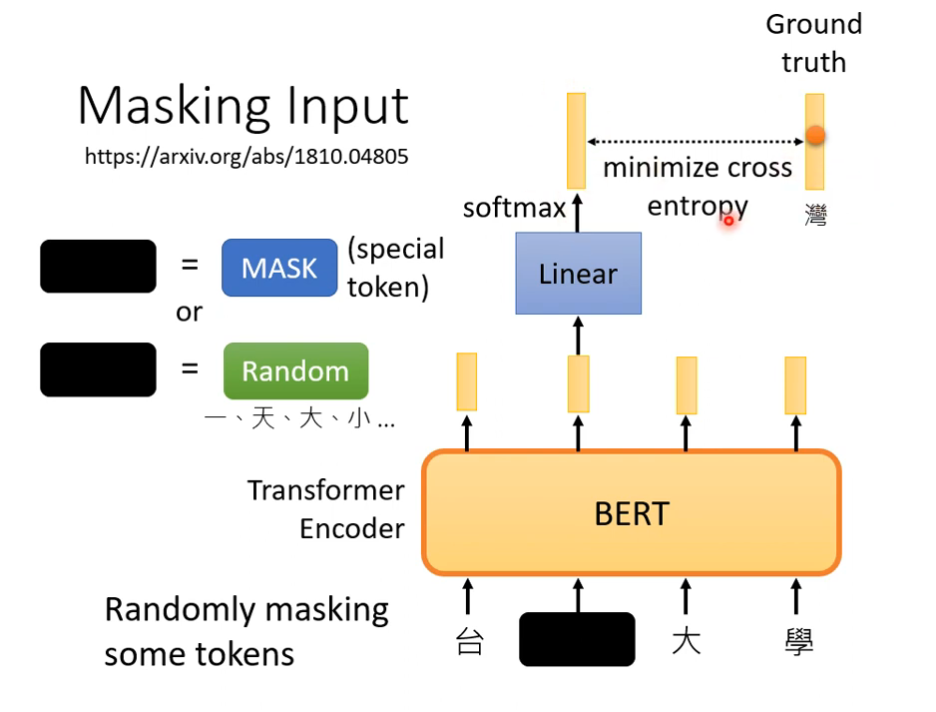 Ground
truth
Masking Input
https://arxiv.org/abs/1810.04805
minimize cross
entropy
softmax
灣
= MASK (special
token)
Linear
or
= Random
一、天、大、小 ...
Transformer
Encoder
BERT
Randomly masking
some tokens
台 大 學